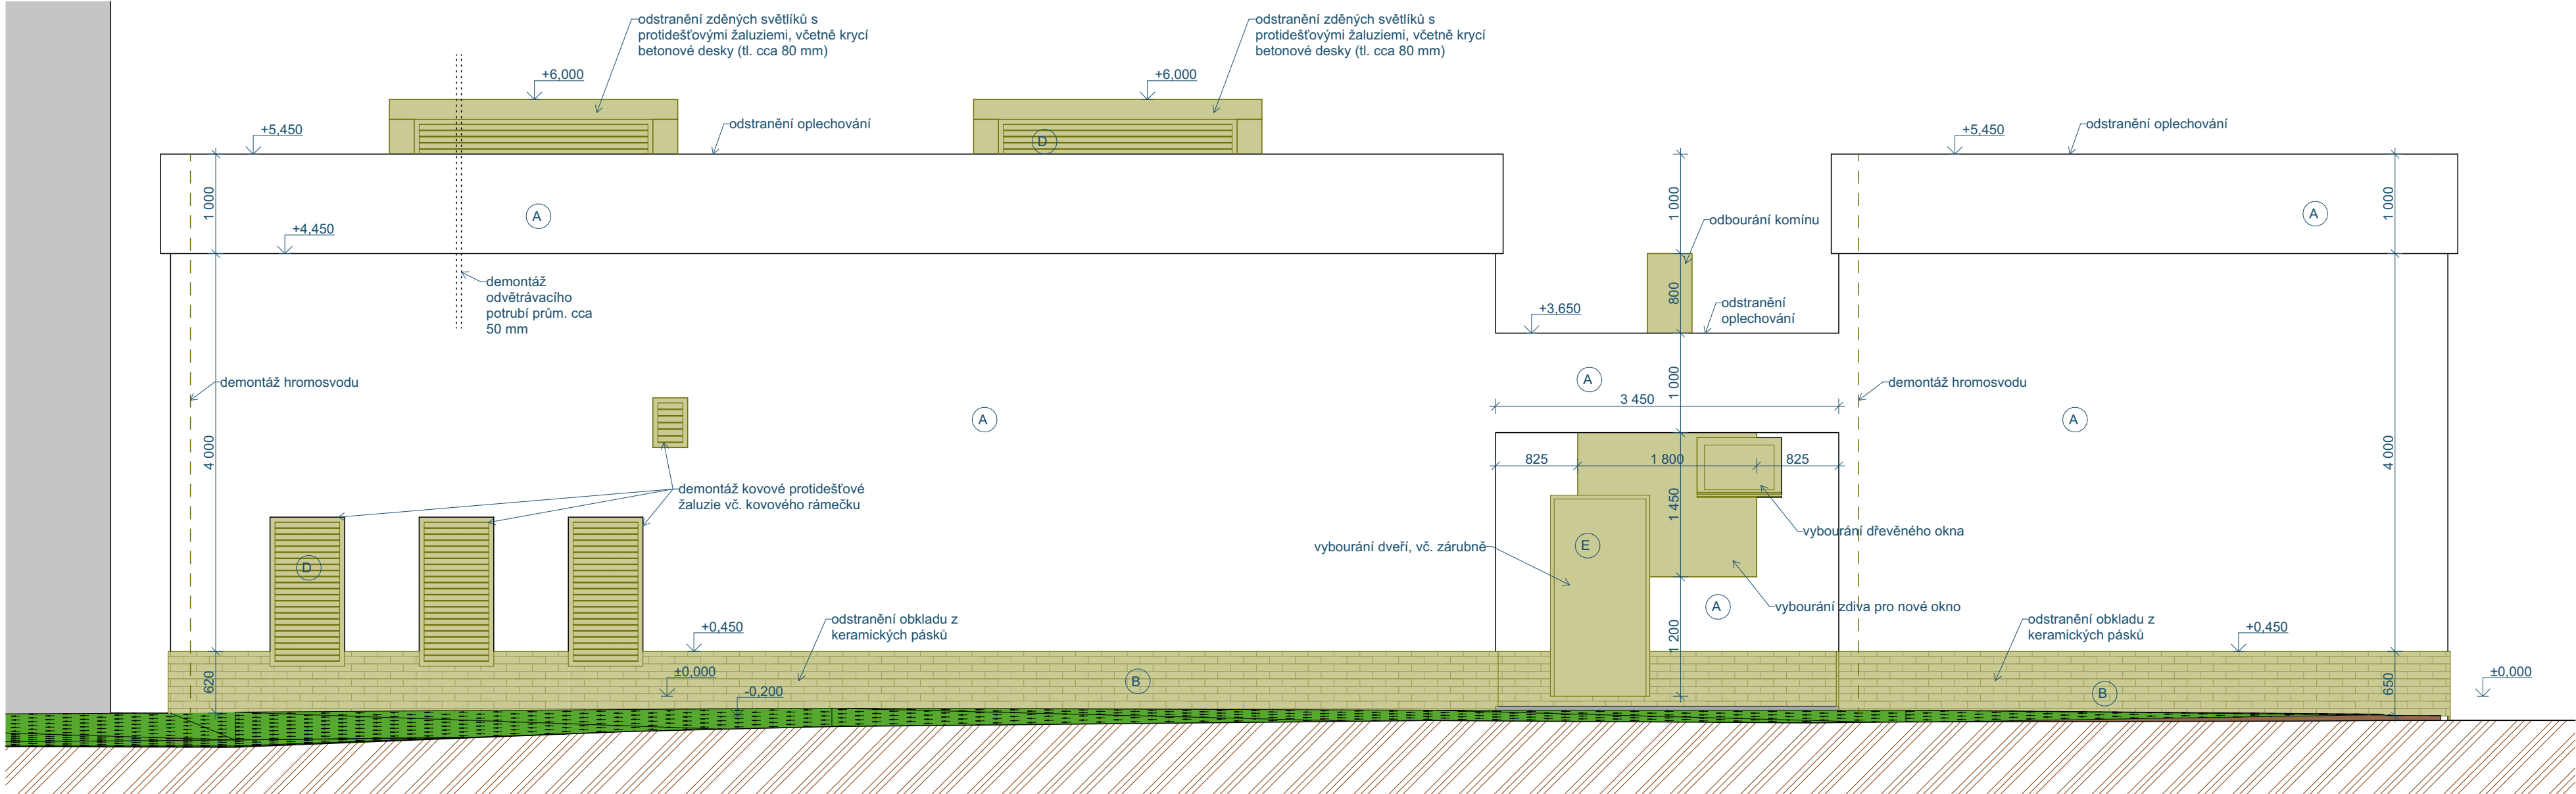 odstranění zděných světlíků s
protidešťovými žaluziemi, včetně krycí
betonové desky (tl. cca 80 mm)
odstranění zděných světlíků s
protidešťovými žaluziemi, včetně krycí
betonové desky (tl. cca 80 mm)
+6,000
+6,000
+5,450
odstranění oplechování
+5,450
odstranění oplechování
D
1 000
A
1 000
A
1 000
+4,450
odbourání komínu
demontáž
odvětrávacího
potrubí prům. cca
50 mm
800
+3,650
odstranění
oplechování
demontáž hromosvodu
A
1 000
demontáž hromosvodu
3 450
A
A
4 000
825
1 800
825
4 000
demontáž kovové protidešťové
žaluzie vč. kovového rámečku
1 450
vybourání dřevěného okna
vybourání dveří, vč. zárubně
E
D
A
vybourání zdiva pro nové okno
odstranění obkladu z
keramických pásků
+0,450
1 200
odstranění obkladu z
keramických pásků
+0,450
620
±0,000
-0,200
B
B
650
±0,000